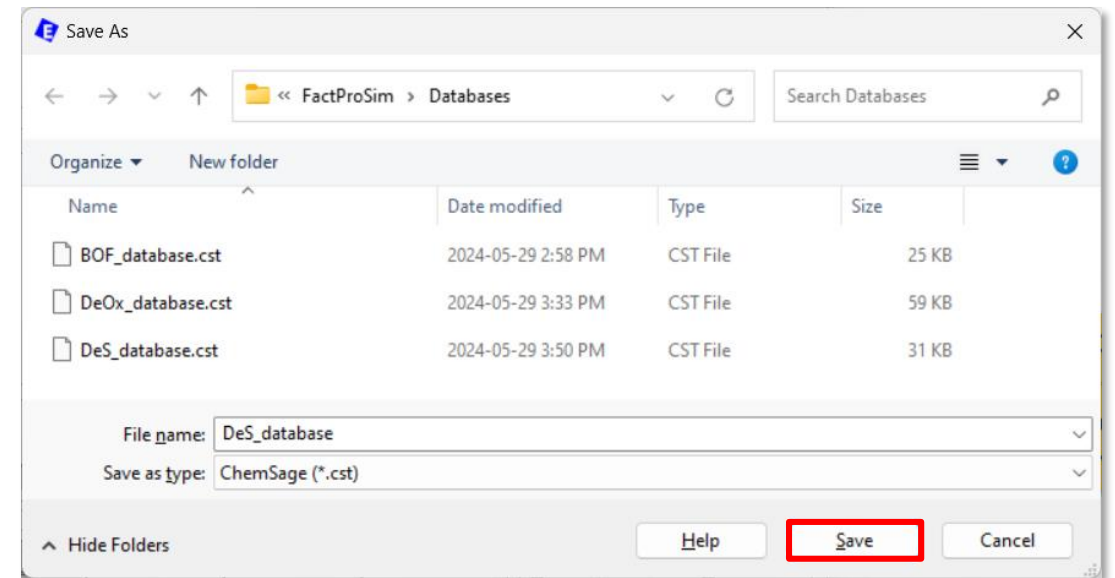 Save As
« FactProSim > Databases
Search Databases
Organize
New folder
Name Date modified Type Size
BOF_database.cst 2024-05-29 2:58 PM CST File 25 KB
DeOx_database.cst 2024-05-29 3:33 PM CST File 59 KB
DeS_database.cst 2024-05-29 3:50 PM CST File 31 KB
File name: DeS_database
Save as type: ChemSage (*.cst)
Hide Folders Help Save Cancel